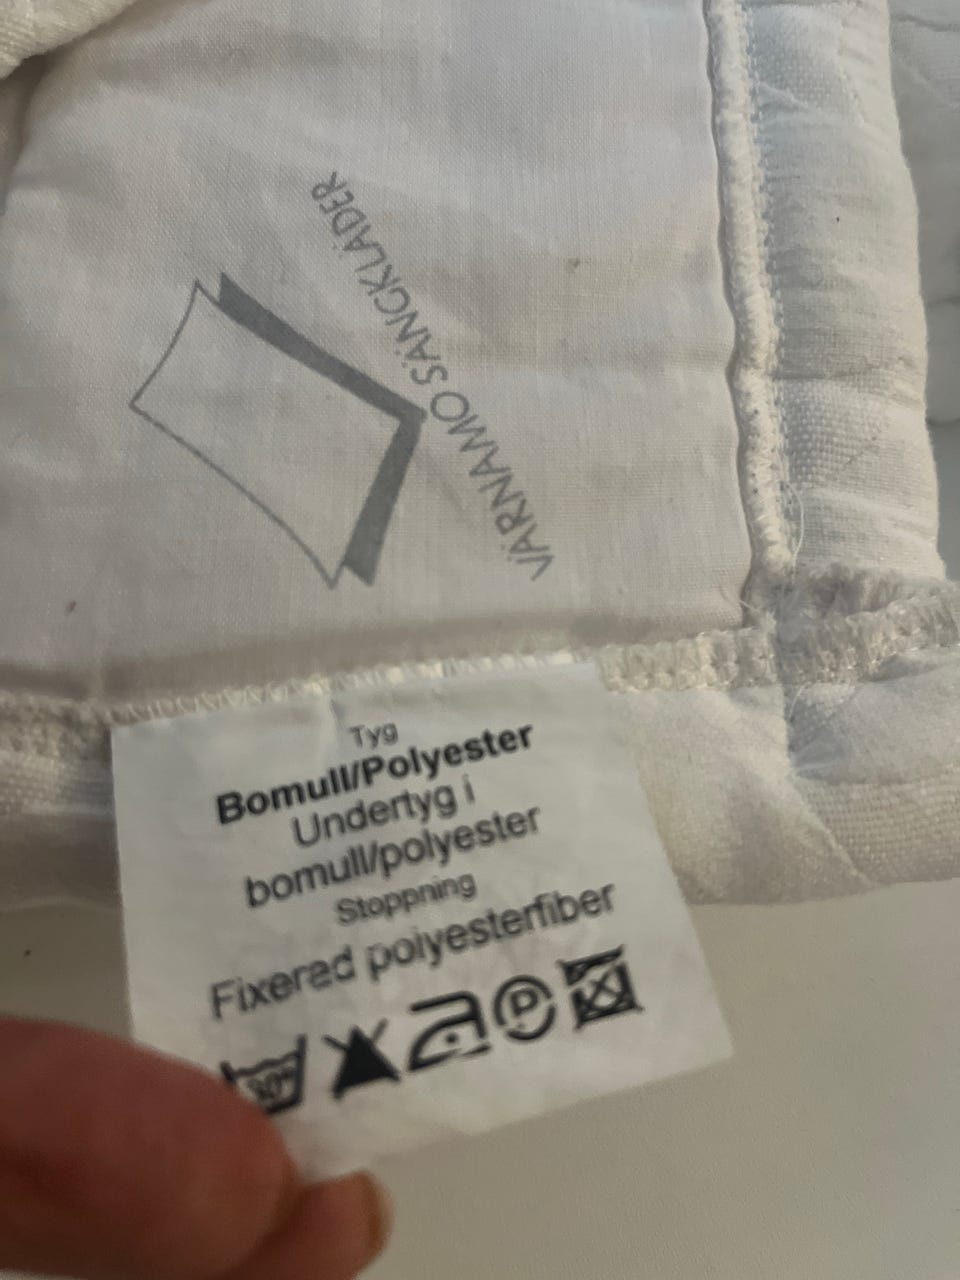 VÄRNAMO SÄNGKLÄDER
Tyg
Bomull/Polyester
Undertyg i
bomull/polyester
Stoppning
Fixerad polyesterfiber
P